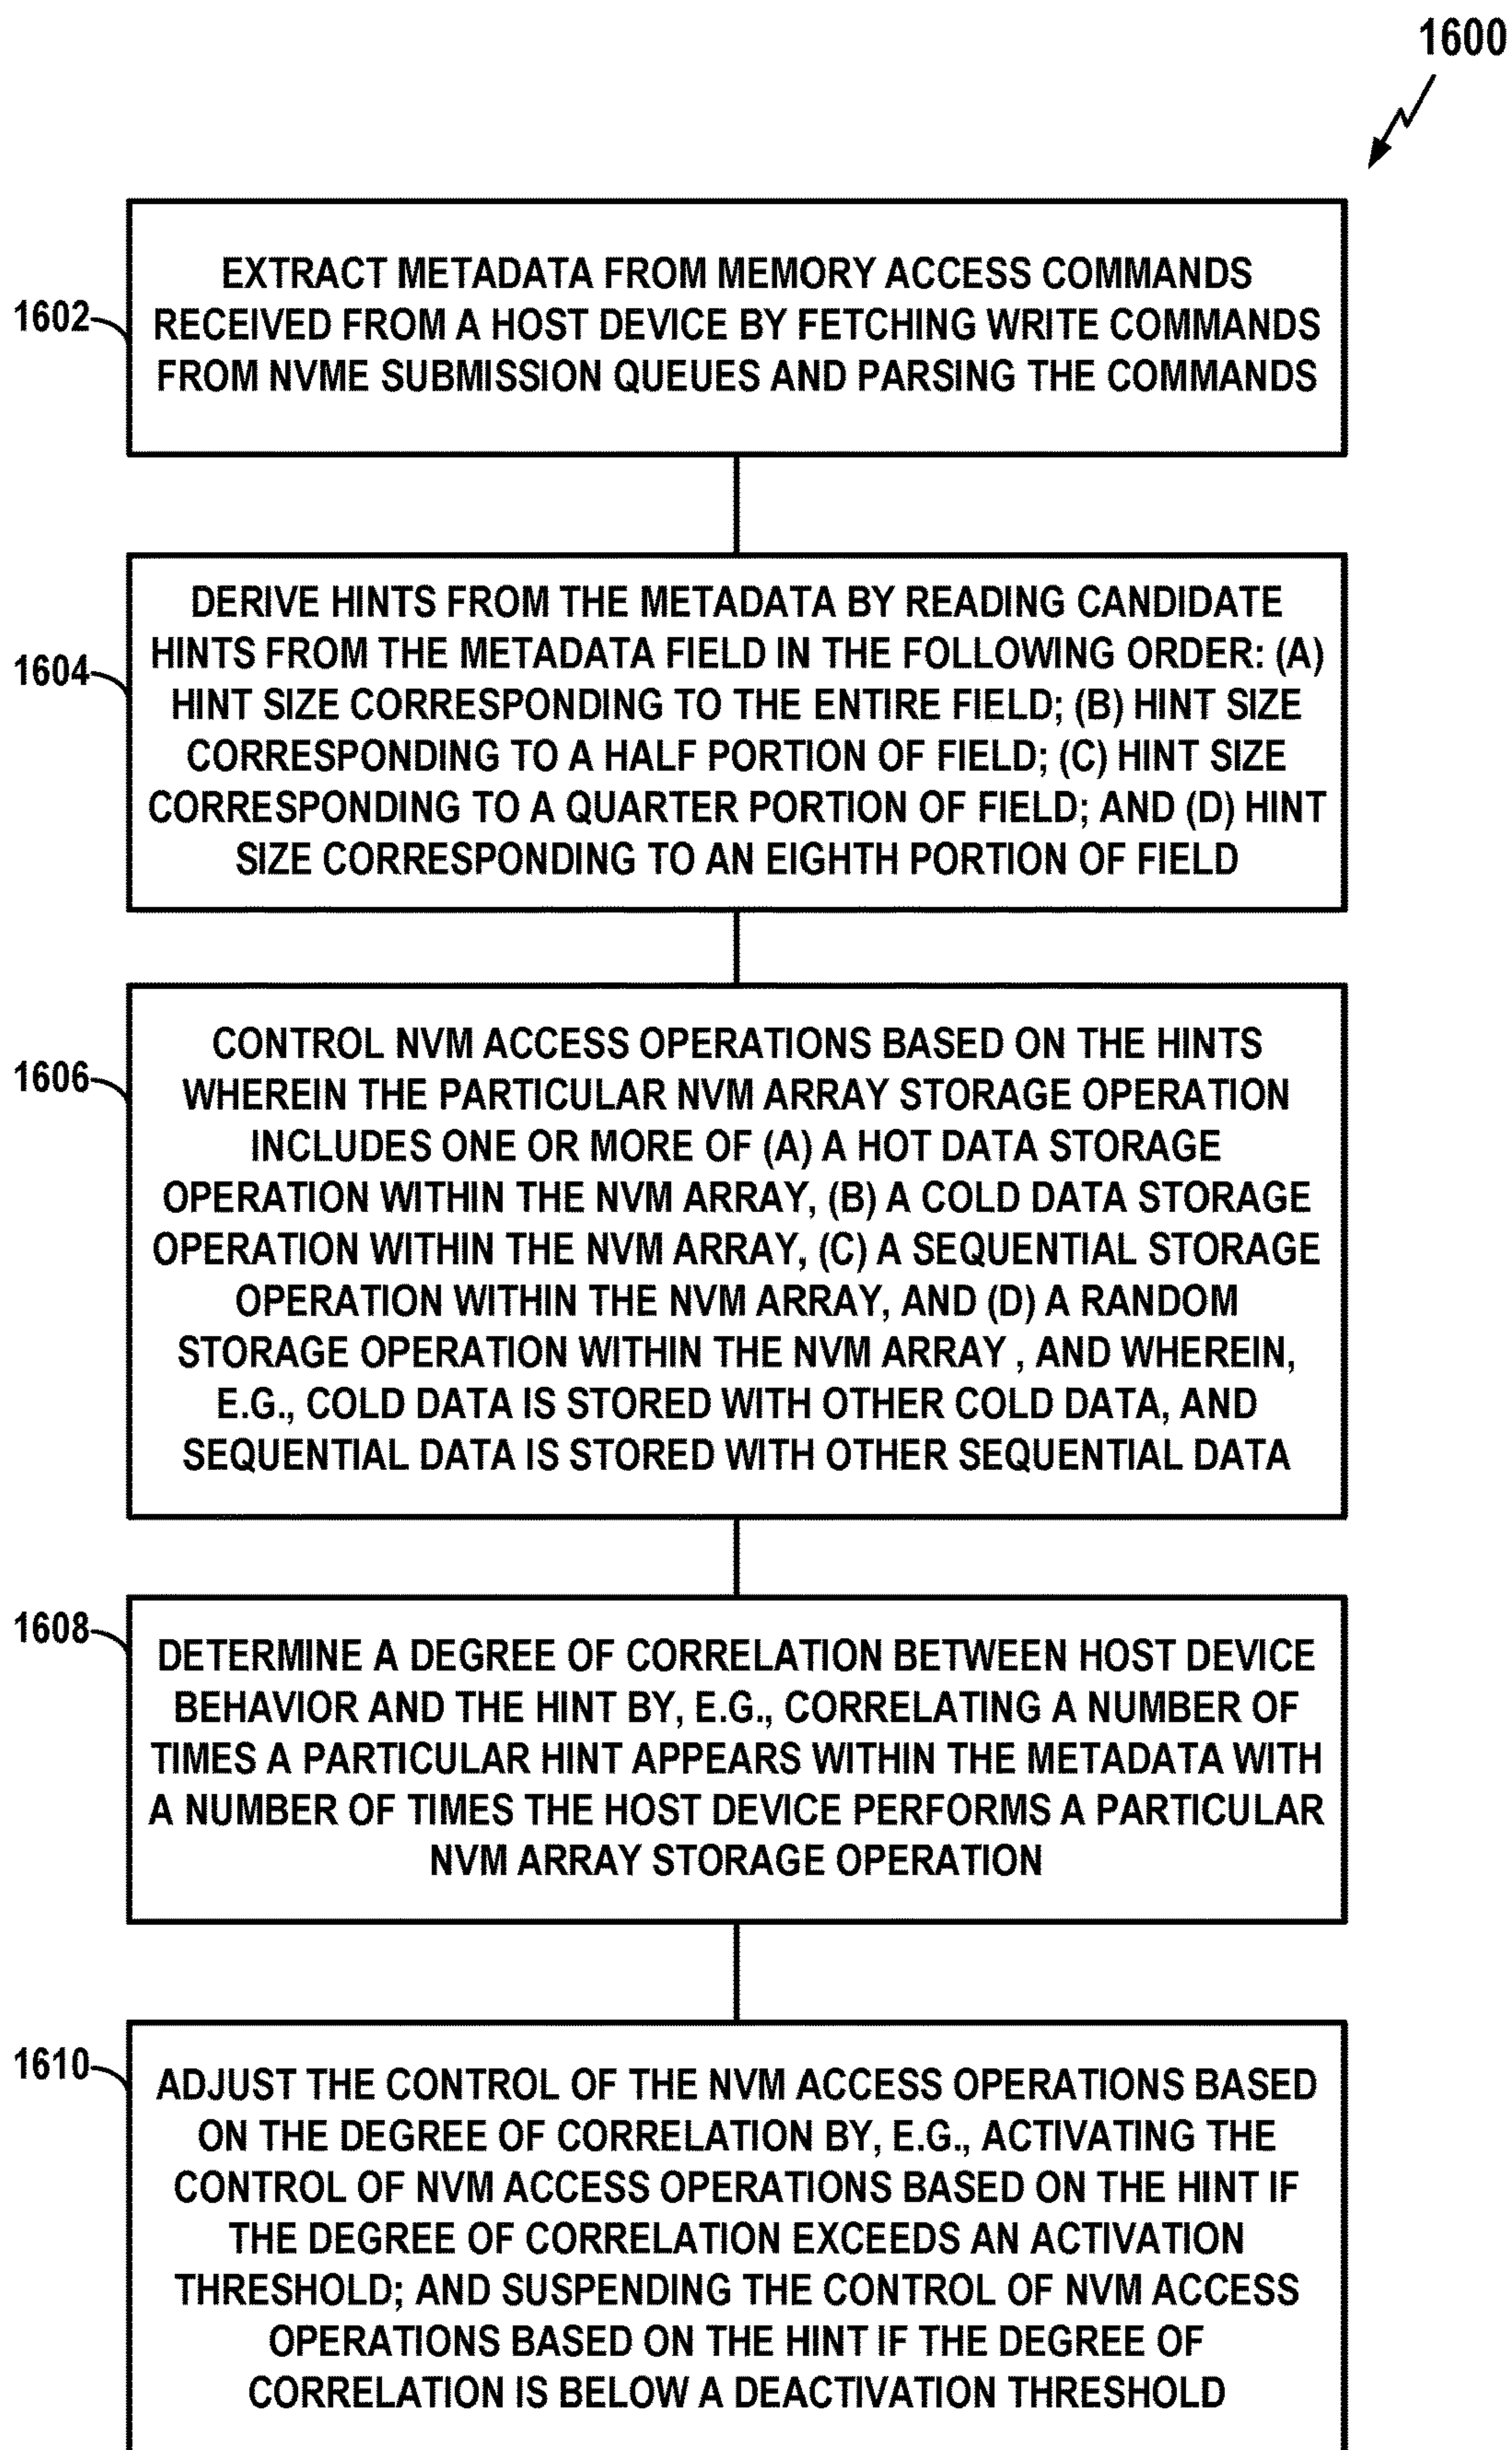 1600
1602
EXTRACT METADATA FROM MEMORY ACCESS COMMANDS
RECEIVED FROM A HOST DEVICE BY FETCHING WRITE COMMANDS
FROM NVME SUBMISSION QUEUES AND PARSING THE COMMANDS
1604
DERIVE HINTS FROM THE METADATA BY READING CANDIDATE
HINTS FROM THE METADATA FIELD IN THE FOLLOWING ORDER: (A)
HINT SIZE CORRESPONDING TO THE ENTIRE FIELD; (B) HINT SIZE
CORRESPONDING TO A HALF PORTION OF FIELD; (C) HINT SIZE
CORRESPONDING TO A QUARTER PORTION OF FIELD; AND (D) HINT
SIZE CORRESPONDING TO AN EIGHTH PORTION OF FIELD
1606
CONTROL NVM ACCESS OPERATIONS BASED ON THE HINTS
WHEREIN THE PARTICULAR NVM ARRAY STORAGE OPERATION
INCLUDES ONE OR MORE OF (A) A HOT DATA STORAGE
OPERATION WITHIN THE NVM ARRAY, (B) A COLD DATA STORAGE
OPERATION WITHIN THE NVM ARRAY, (C) A SEQUENTIAL STORAGE
OPERATION WITHIN THE NVM ARRAY, AND (D) A RANDOM
STORAGE OPERATION WITHIN THE NVM ARRAY , AND WHEREIN,
E.G., COLD DATA IS STORED WITH OTHER COLD DATA, AND
SEQUENTIAL DATA IS STORED WITH OTHER SEQUENTIAL DATA
1608
DETERMINE A DEGREE OF CORRELATION BETWEEN HOST DEVICE
BEHAVIOR AND THE HINT BY, E.G., CORRELATING A NUMBER OF
TIMES A PARTICULAR HINT APPEARS WITHIN THE METADATA WITH
A NUMBER OF TIMES THE HOST DEVICE PERFORMS A PARTICULAR
NVM ARRAY STORAGE OPERATION
1610
ADJUST THE CONTROL OF THE NVM ACCESS OPERATIONS BASED
ON THE DEGREE OF CORRELATION BY, E.G., ACTIVATING THE
CONTROL OF NVM ACCESS OPERATIONS BASED ON THE HINT IF
THE DEGREE OF CORRELATION EXCEEDS AN ACTIVATION
THRESHOLD; AND SUSPENDING THE CONTROL OF NVM ACCESS
OPERATIONS BASED ON THE HINT IF THE DEGREE OF
CORRELATION IS BELOW A DEACTIVATION THRESHOLD